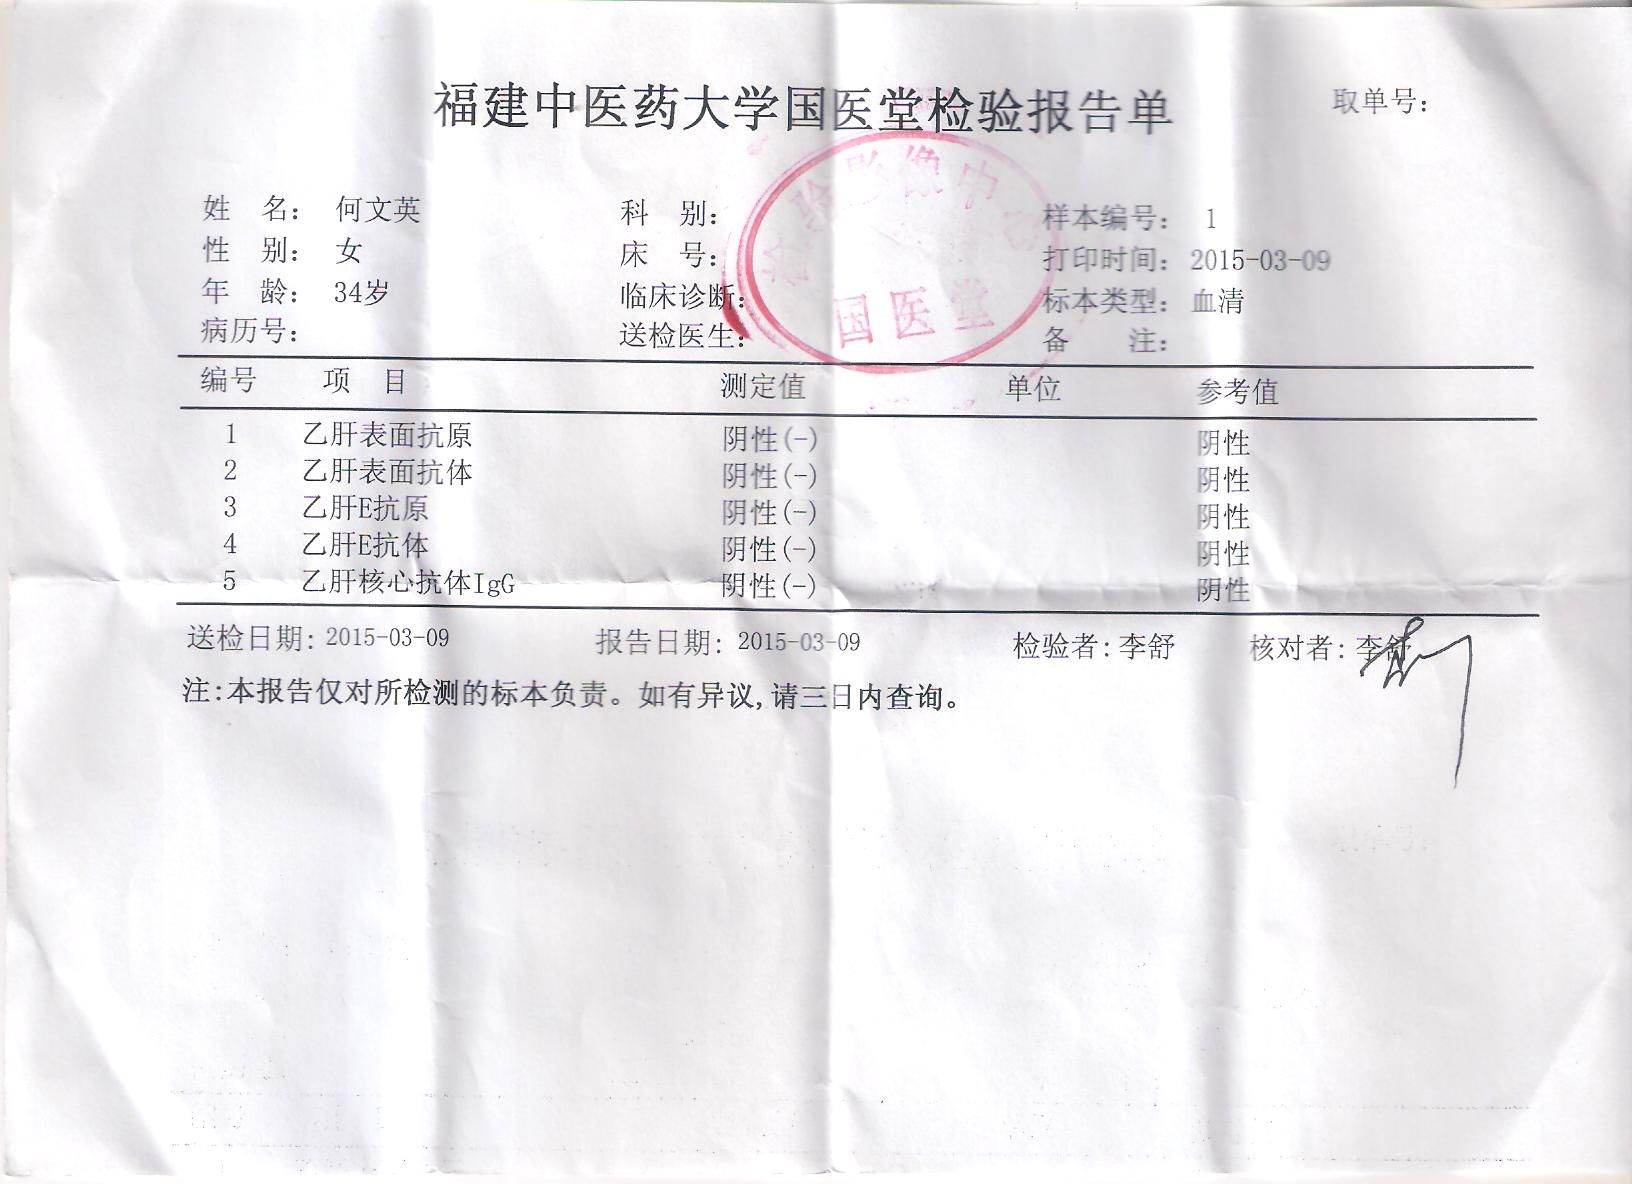 福建中医药大学国医堂检验报告单
取单号：
姓 名： 何文英 科 别： 样本编号： 1
性 别： 女 床 号： 打印时间： 2015-03-09
年 龄： 34岁 临床诊断： 标本类型： 血清
病历号： 送检医生： 备 注：
检验影像中心
国医堂
编号 项 目 测定值 单位 参考值
1 乙肝表面抗原 阴性(-) 阴性
2 乙肝表面抗体 阴性(-) 阴性
3 乙肝E抗原 阴性(-) 阴性
4 乙肝E抗体 阴性(-) 阴性
5 乙肝核心抗体IgG 阴性(-) 阴性
送检日期：2015-03-09 报告日期：2015-03-09 检验者：李舒 核对者：李舒
注：本报告仅对所检测的标本负责。如有异议,请三日内查询。